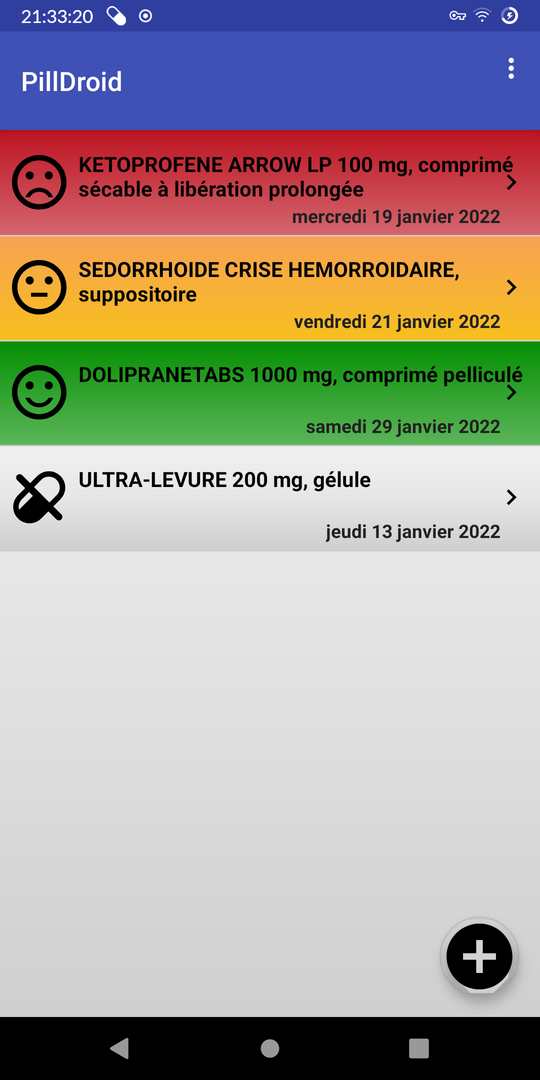 21:33:20
PillDroid
KETOPROFENE ARROW LP 100 mg, comprimé
sécable à libération prolongée
mercredi 19 janvier 2022
SEDORRHOIDE CRISE HEMORROIDAIRE,
suppositoire
vendredi 21 janvier 2022
DOLIPRANETABS 1000 mg, comprimé pelliculé
samedi 29 janvier 2022
ULTRA-LEVURE 200 mg, gélule
jeudi 13 janvier 2022